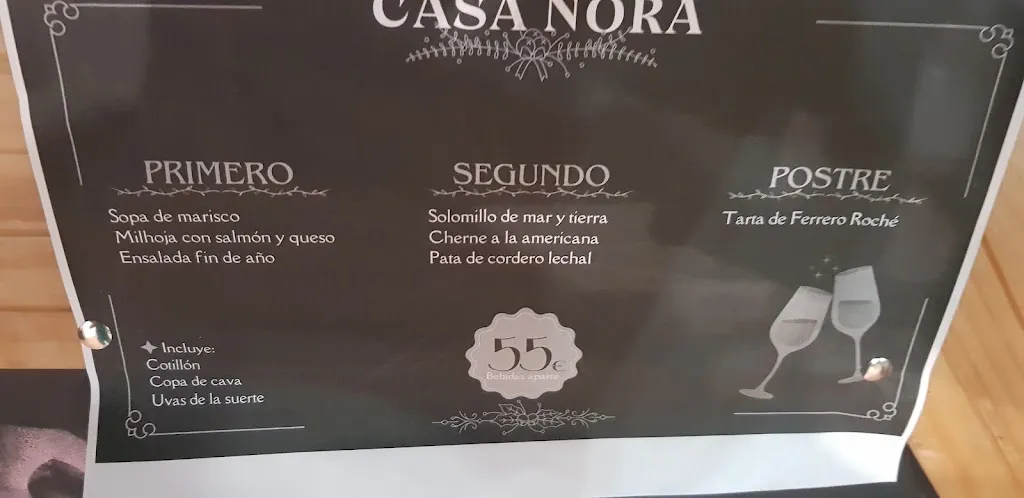 CASA NORA
PRIMERO
Sopa de marisco
Milhoja con salmón y queso
Ensalada fin de año
SEGUNDO
Solomillo de mar y tierra
Cherne a la americana
Pata de cordero lechal
POSTRE
Tarta de Ferrero Roché
Incluye:
Cotillón
Copa de cava
Uvas de la suerte
55€
Bebidas aparte